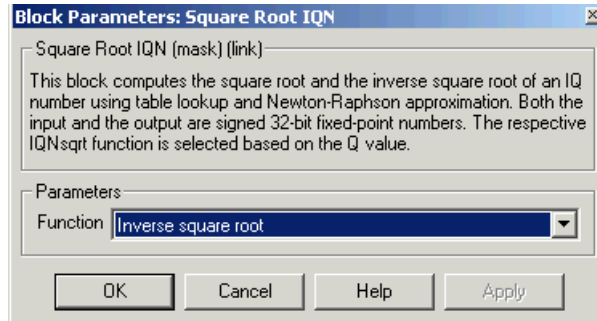 Block Parameters: Square Root IQN
Square Root IQN (mask) (link)
This block computes the square root and the inverse square root of an IQ
number using table lookup and Newton-Raphson approximation. Both the
input and the output are signed 32-bit fixed-point numbers. The respective
IQNsqrt function is selected based on the Q value.
Parameters
Function Inverse square root
OK Cancel Help Apply